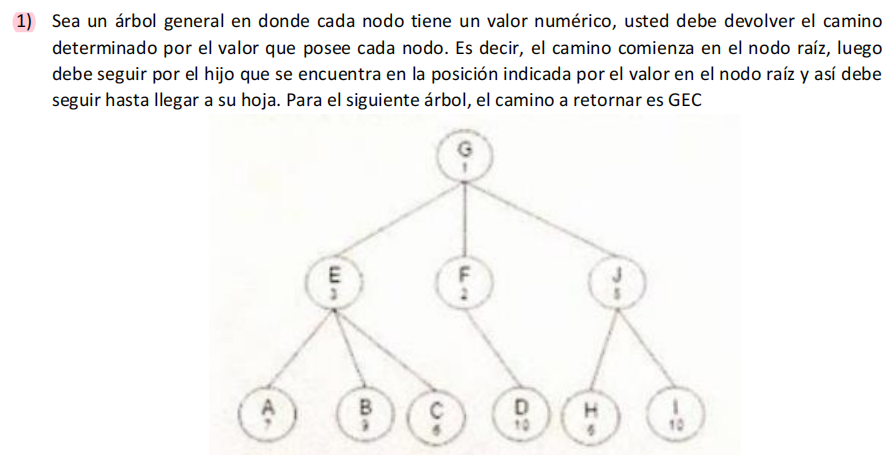 1) Sea un árbol general en donde cada nodo tiene un valor numérico, usted debe devolver el camino
determinado por el valor que posee cada nodo. Es decir, el camino comienza en el nodo raíz, luego
debe seguir por el hijo que se encuentra en la posición indicada por el valor en el nodo raíz y así debe
seguir hasta llegar a su hoja. Para el siguiente árbol, el camino a retornar es GEC
G
1
E F J
3 2 5
A B C D H I
7 9 6 10 6 10